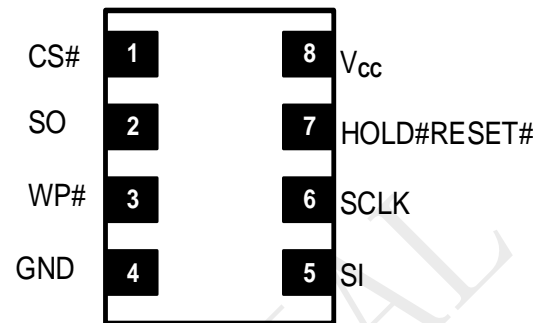 CS# 1 8 Vcc
SO 2 7 HOLD#RESET#
WP# 3 6 SCLK
GND 4 5 SI